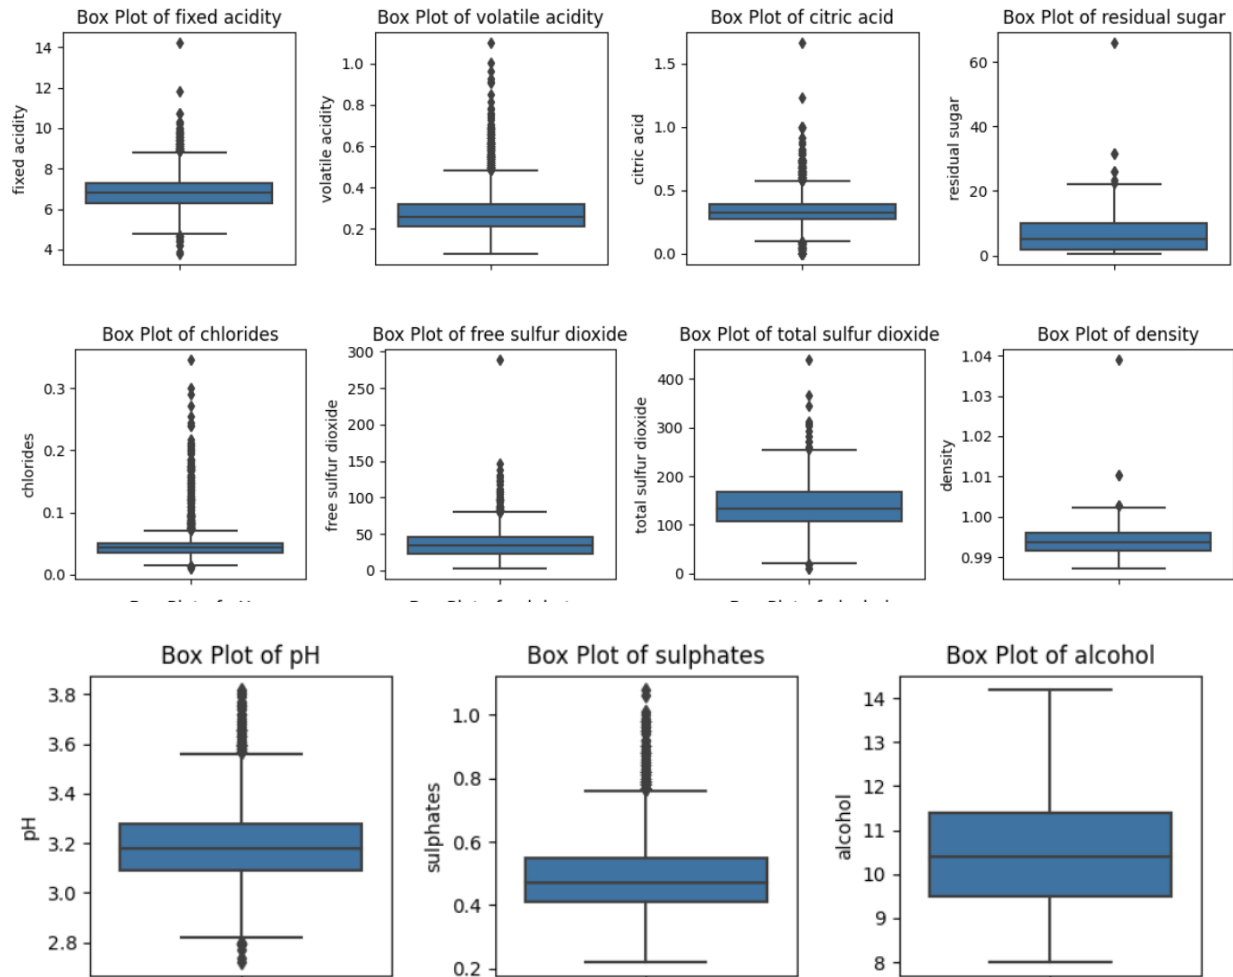 Box Plot of fixed acidity
14
12
10
8
6
4
fixed acidity
Box Plot of volatile acidity
1.0
0.8
0.6
0.4
0.2
volatile acidity
Box Plot of citric acid
1.5
1.0
0.5
0.0
citric acid
Box Plot of residual sugar
60
40
20
0
residual sugar
Box Plot of chlorides
0.3
0.2
0.1
0.0
chlorides
Box Plot of free sulfur dioxide
300
250
200
150
100
50
0
free sulfur dioxide
Box Plot of total sulfur dioxide
400
300
200
100
0
total sulfur dioxide
Box Plot of density
1.04
1.03
1.02
1.01
1.00
0.99
density
Box Plot of pH
3.8
3.6
3.4
3.2
3.0
2.8
pH
Box Plot of sulphates
1.0
0.8
0.6
0.4
0.2
sulphates
Box Plot of alcohol
14
13
12
11
10
9
8
alcohol